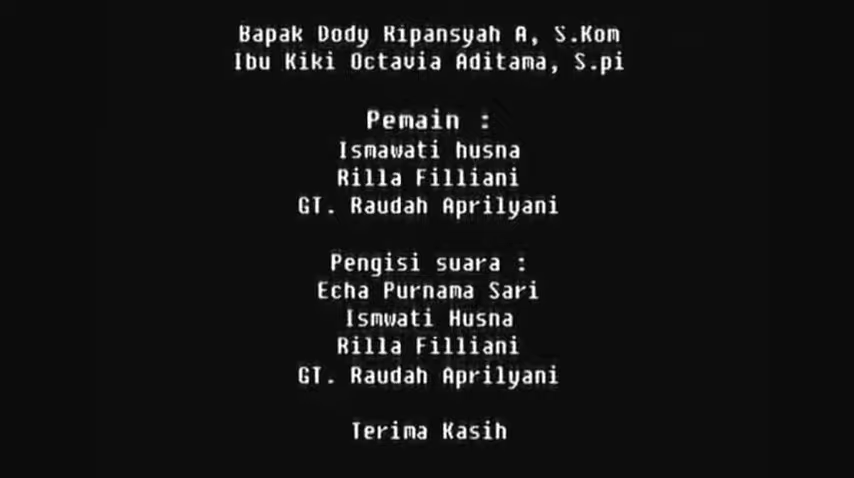 Bapak Dody Ripansyah A, S.Kom
Ibu Kiki Octavia Aditama, S.pi
Pemain :
Ismawati husna
Rilla Filliani
GT. Raudah Aprilyani
Pengisi suara :
Echa Purnama Sari
Ismwati Husna
Rilla Filliani
GT. Raudah Aprilyani
Terima Kasih